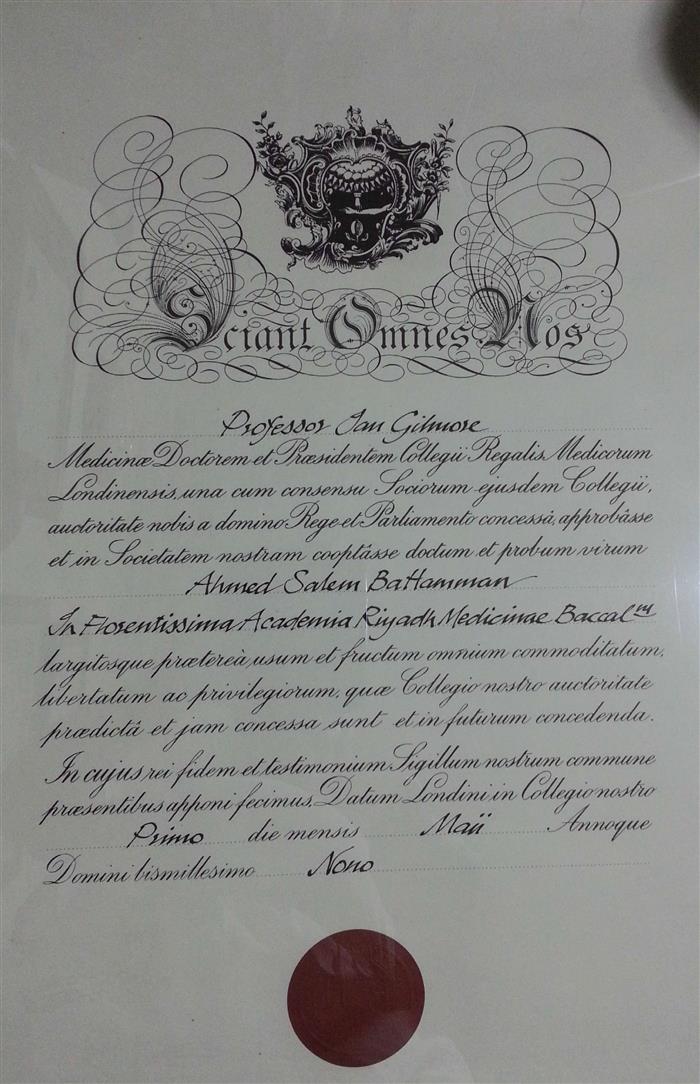 Sciant Omnes Nos
Professor Ian Gilmore
Medicinæ Doctorem et Præsidentem Collegii Regalis Medicorum
Londinensis, una cum consensu Sociorum ejusdem Collegii,
auctoritate nobis a domino Rege et Parliamento concessâ, approbâsse
et in Societatem nostram cooptâsse doctum et probum virum
Ahmed Salem BaHamman
In Florentissima Academia Riyadh Medicinae Baccal^m
largitosque prætereà, usum et fructum omnium commoditatum,
libertatum ac privilegiorum, quæ Collegio nostro auctoritate
prædictâ et jam concessa sunt et in futurum concedenda.
In cujus rei fidem et testimonium Sigillum nostrum commune
præsentibus apponi fecimus. Datum Londini in Collegio nostro
Primo die mensis Maii Annoque
Domini bismillesimo Nono